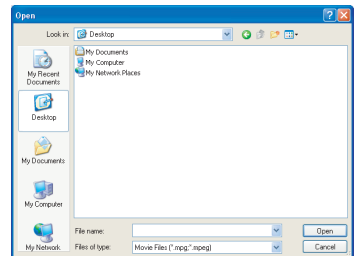 Open
Look in: Desktop
My Recent Documents
Desktop
My Documents
My Computer
My Network
My Documents
My Computer
My Network Places
File name:
Open
Files of type: Movie Files (*.mpg;*.mpeg)
Cancel